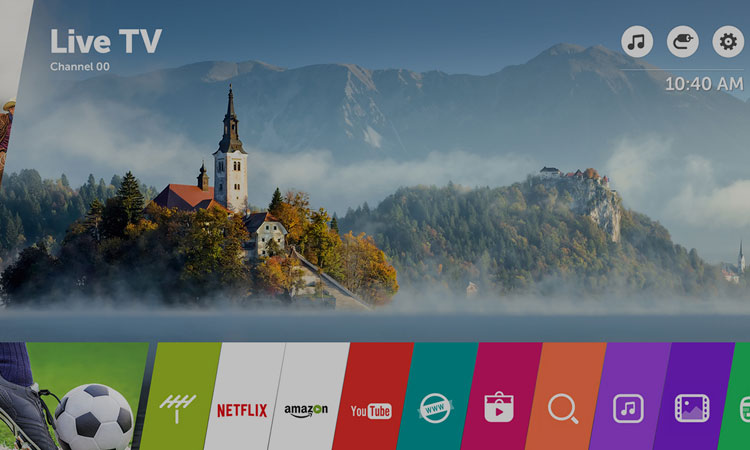 Live TV
Channel 00
10:40 AM
NETFLIX
amazon
YouTube
WWW